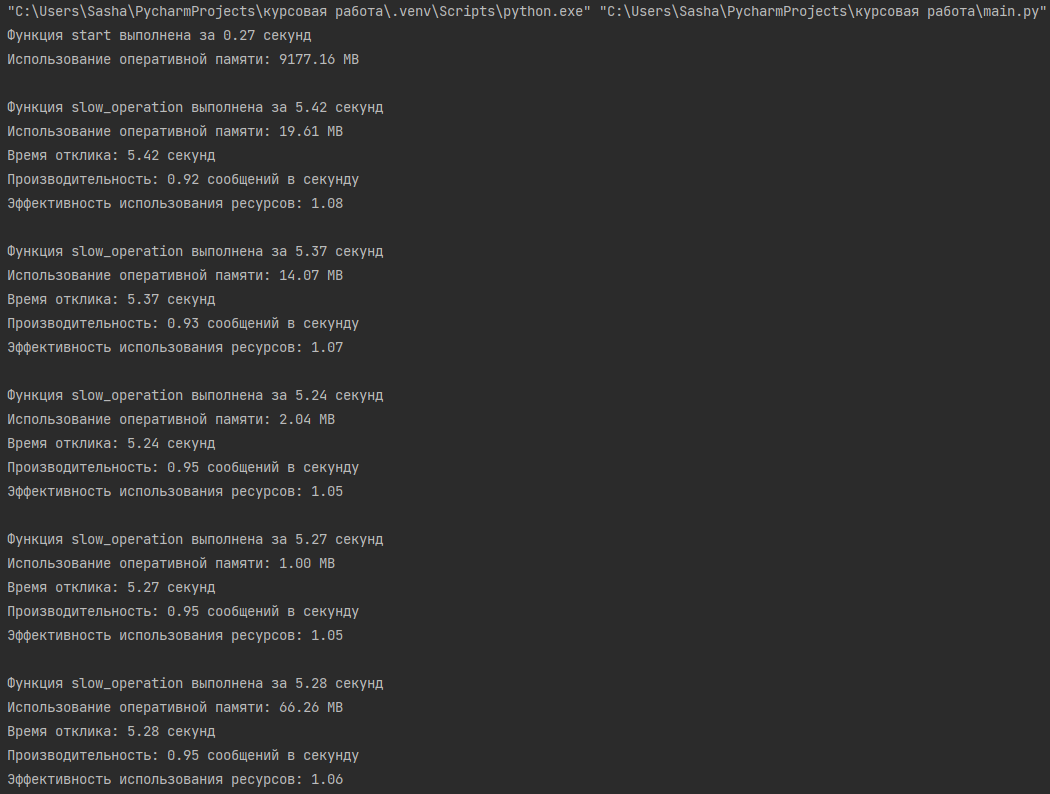 "C:\Users\Sasha\PycharmProjects\курсовая работа\.venv\Scripts\python.exe" "C:\Users\Sasha\PycharmProjects\курсовая работа\main.py"
Функция start выполнена за 0.27 секунд
Использование оперативной памяти: 9177.16 MB
Функция slow_operation выполнена за 5.42 секунд
Использование оперативной памяти: 19.61 MB
Время отклика: 5.42 секунд
Производительность: 0.92 сообщений в секунду
Эффективность использования ресурсов: 1.08
Функция slow_operation выполнена за 5.37 секунд
Использование оперативной памяти: 14.07 MB
Время отклика: 5.37 секунд
Производительность: 0.93 сообщений в секунду
Эффективность использования ресурсов: 1.07
Функция slow_operation выполнена за 5.24 секунд
Использование оперативной памяти: 2.04 MB
Время отклика: 5.24 секунд
Производительность: 0.95 сообщений в секунду
Эффективность использования ресурсов: 1.05
Функция slow_operation выполнена за 5.27 секунд
Использование оперативной памяти: 1.00 MB
Время отклика: 5.27 секунд
Производительность: 0.95 сообщений в секунду
Эффективность использования ресурсов: 1.05
Функция slow_operation выполнена за 5.28 секунд
Использование оперативной памяти: 66.26 MB
Время отклика: 5.28 секунд
Производительность: 0.95 сообщений в секунду
Эффективность использования ресурсов: 1.06